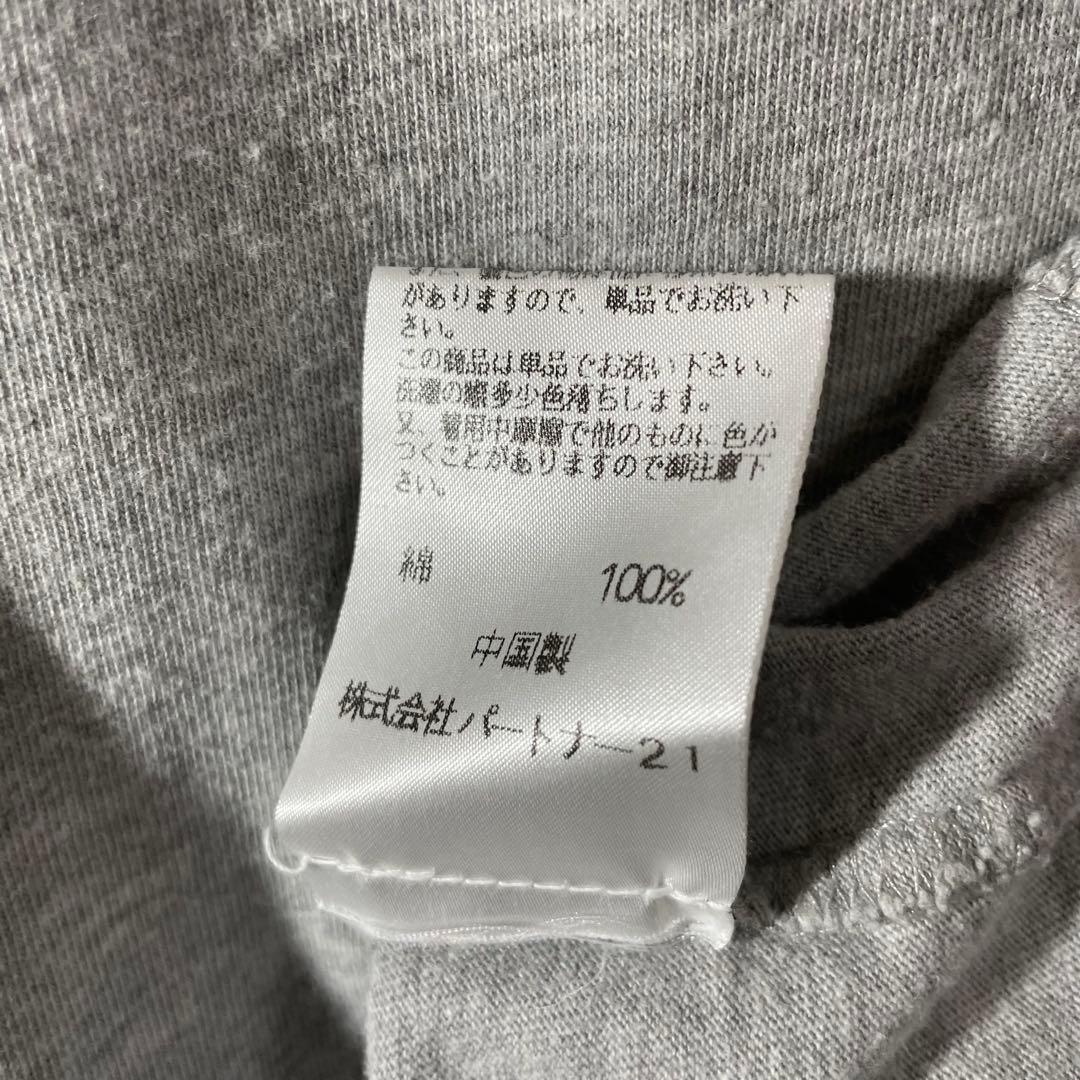 がありますので、単品でお洗い下
さい。
この商品は単品でお洗い下さい。
洗濯の際多少色落ちします。
又、着用中摩擦で他のものに色が
つくことがありますので御注意下
さい。
綿 100%
中国製
株式会社パートナー21